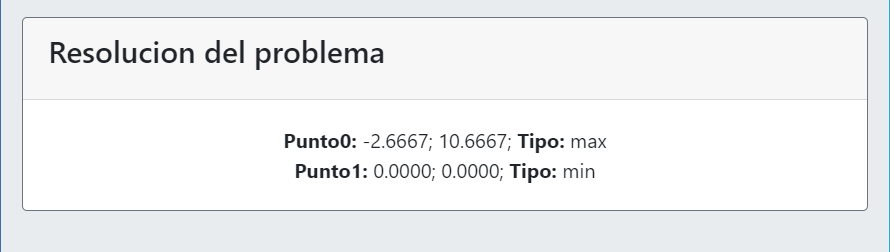 Resolucion del problema
Punto0: -2.6667; 10.6667; Tipo: max
Punto1: 0.0000; 0.0000; Tipo: min